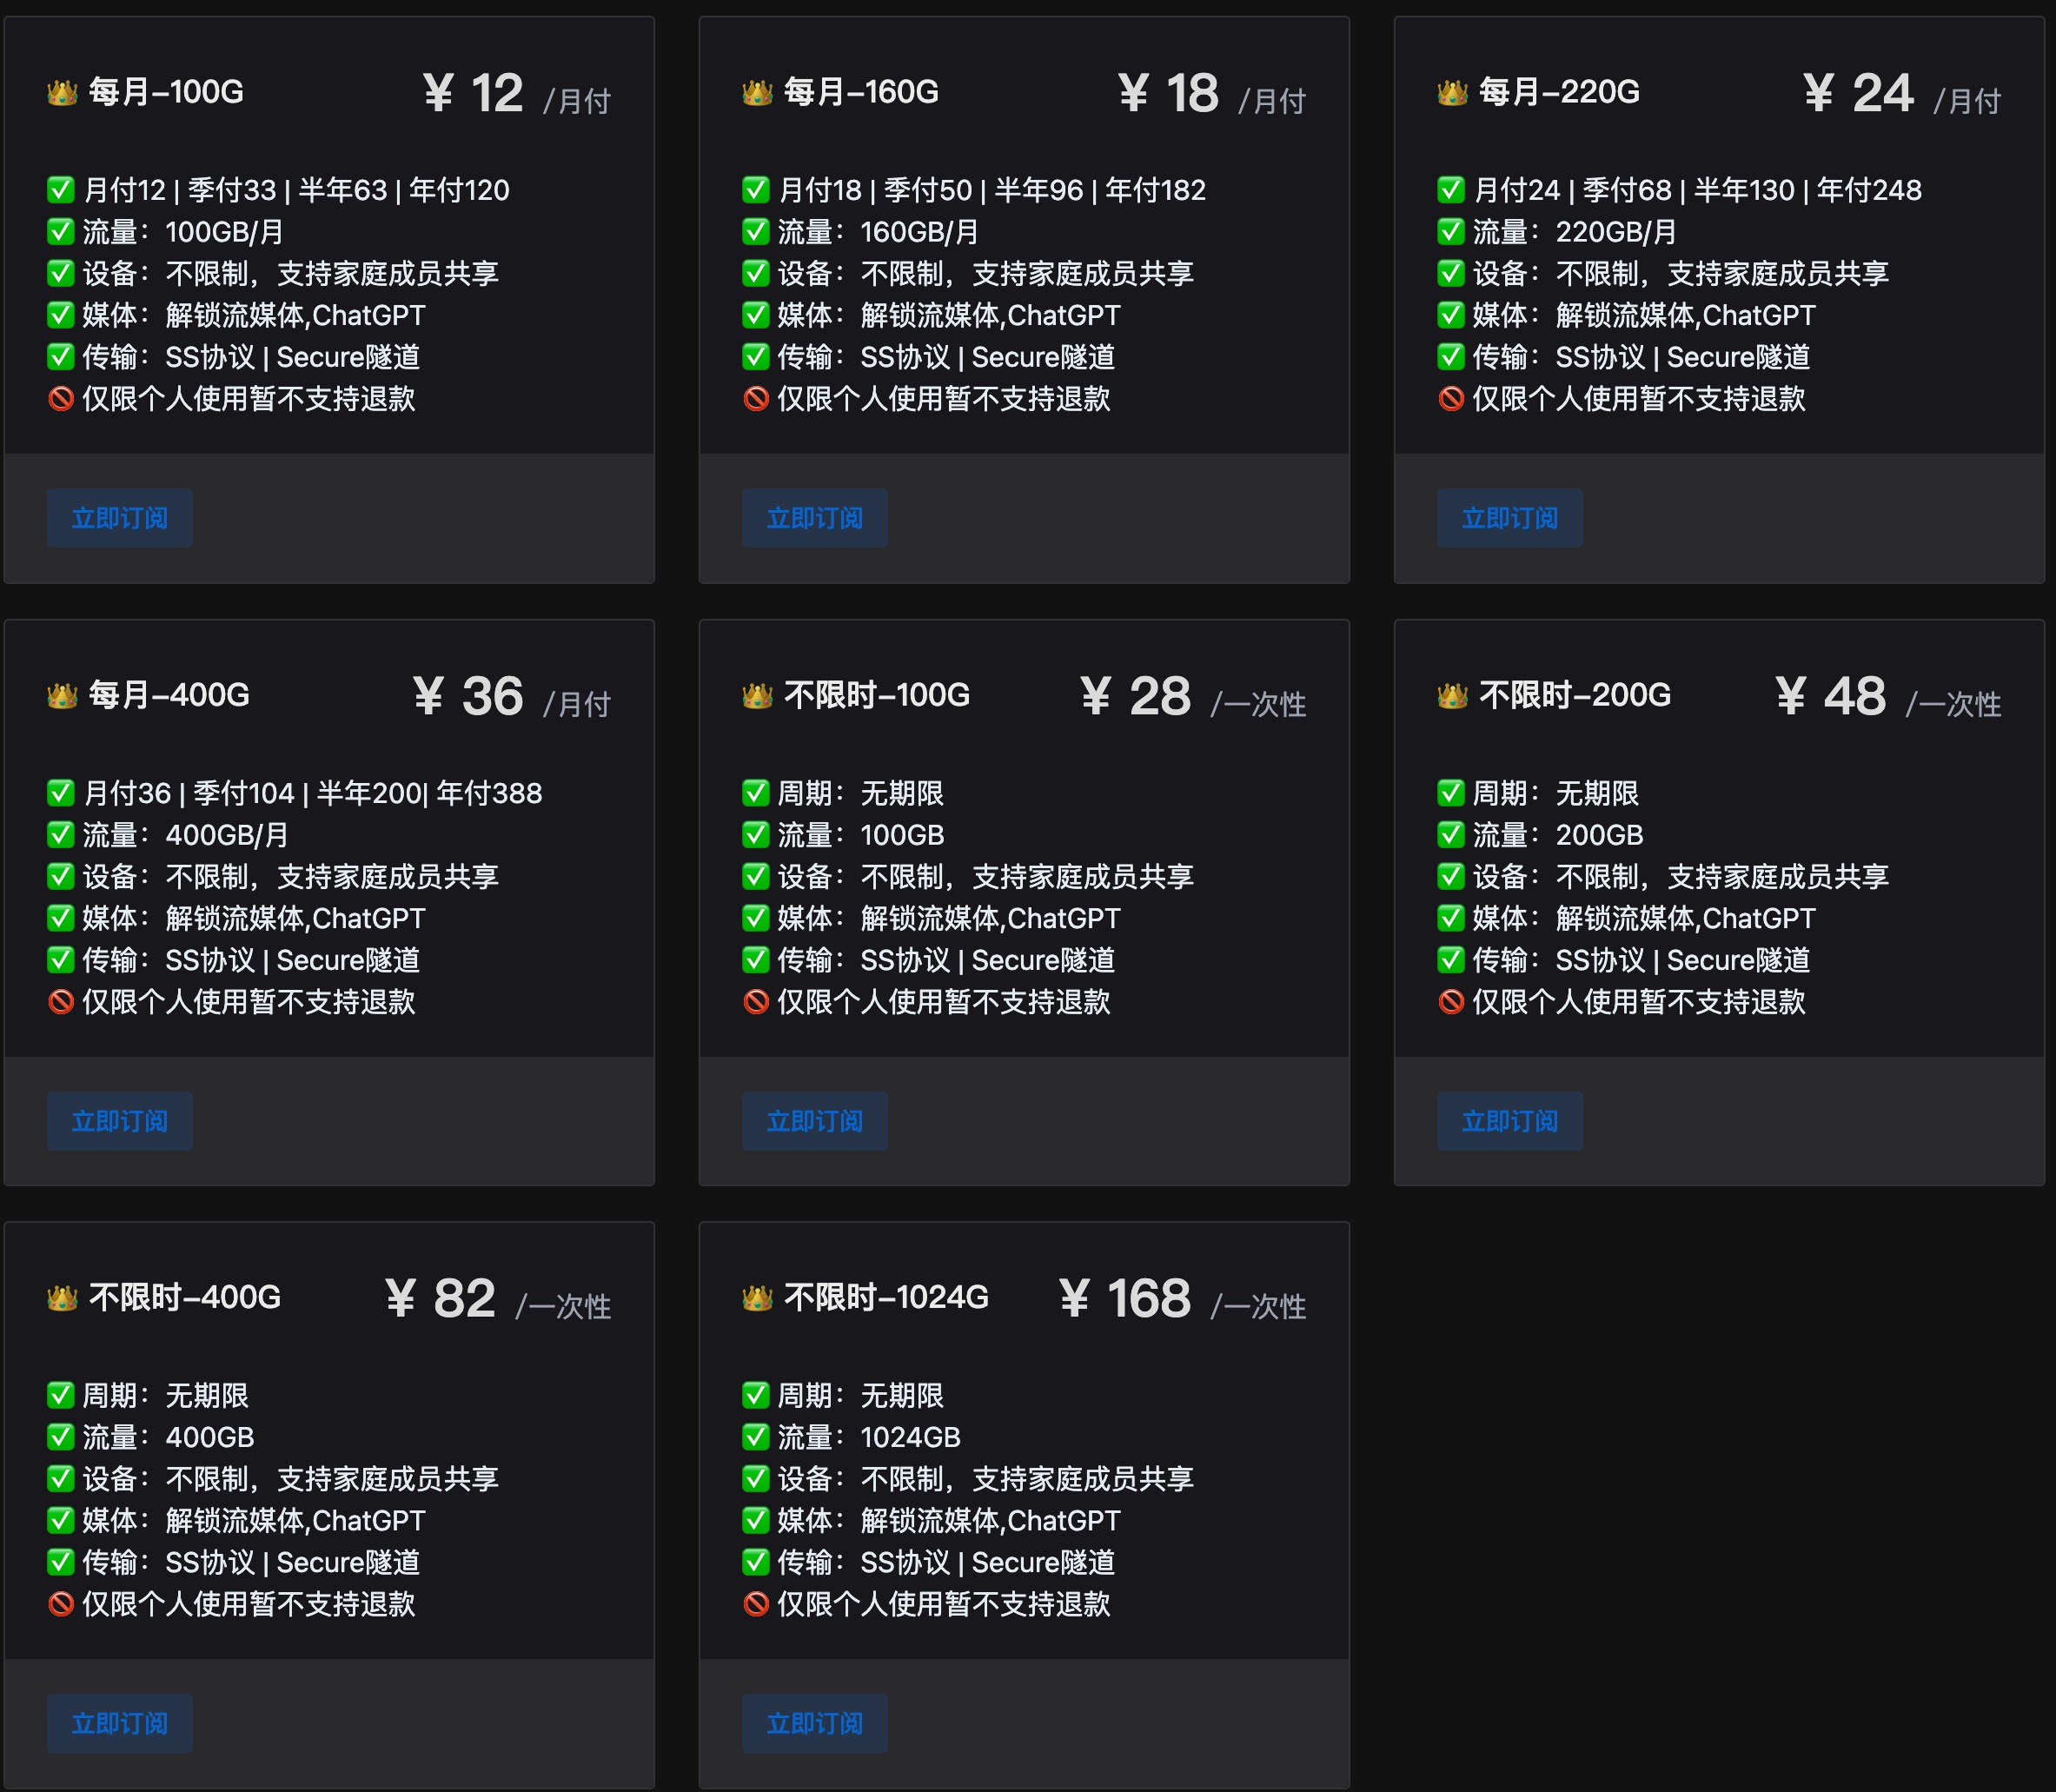 👑 每月–100G ¥ 12 /月付
✅ 月付12 | 季付33 | 半年63 | 年付120
✅ 流量：100GB/月
✅ 设备：不限制，支持家庭成员共享
✅ 媒体：解锁流媒体,ChatGPT
✅ 传输：SS协议 | Secure隧道
🚫 仅限个人使用暂不支持退款
立即订阅
👑 每月–160G ¥ 18 /月付
✅ 月付18 | 季付50 | 半年96 | 年付182
✅ 流量：160GB/月
✅ 设备：不限制，支持家庭成员共享
✅ 媒体：解锁流媒体,ChatGPT
✅ 传输：SS协议 | Secure隧道
🚫 仅限个人使用暂不支持退款
立即订阅
👑 每月–220G ¥ 24 /月付
✅ 月付24 | 季付68 | 半年130 | 年付248
✅ 流量：220GB/月
✅ 设备：不限制，支持家庭成员共享
✅ 媒体：解锁流媒体,ChatGPT
✅ 传输：SS协议 | Secure隧道
🚫 仅限个人使用暂不支持退款
立即订阅
👑 每月–400G ¥ 36 /月付
✅ 月付36 | 季付104 | 半年200| 年付388
✅ 流量：400GB/月
✅ 设备：不限制，支持家庭成员共享
✅ 媒体：解锁流媒体,ChatGPT
✅ 传输：SS协议 | Secure隧道
🚫 仅限个人使用暂不支持退款
立即订阅
👑 不限时–100G ¥ 28 /一次性
✅ 周期：无期限
✅ 流量：100GB
✅ 设备：不限制，支持家庭成员共享
✅ 媒体：解锁流媒体,ChatGPT
✅ 传输：SS协议 | Secure隧道
🚫 仅限个人使用暂不支持退款
立即订阅
👑 不限时–200G ¥ 48 /一次性
✅ 周期：无期限
✅ 流量：200GB
✅ 设备：不限制，支持家庭成员共享
✅ 媒体：解锁流媒体,ChatGPT
✅ 传输：SS协议 | Secure隧道
🚫 仅限个人使用暂不支持退款
立即订阅
👑 不限时–400G ¥ 82 /一次性
✅ 周期：无期限
✅ 流量：400GB
✅ 设备：不限制，支持家庭成员共享
✅ 媒体：解锁流媒体,ChatGPT
✅ 传输：SS协议 | Secure隧道
🚫 仅限个人使用暂不支持退款
立即订阅
👑 不限时–1024G ¥ 168 /一次性
✅ 周期：无期限
✅ 流量：1024GB
✅ 设备：不限制，支持家庭成员共享
✅ 媒体：解锁流媒体,ChatGPT
✅ 传输：SS协议 | Secure隧道
🚫 仅限个人使用暂不支持退款
立即订阅